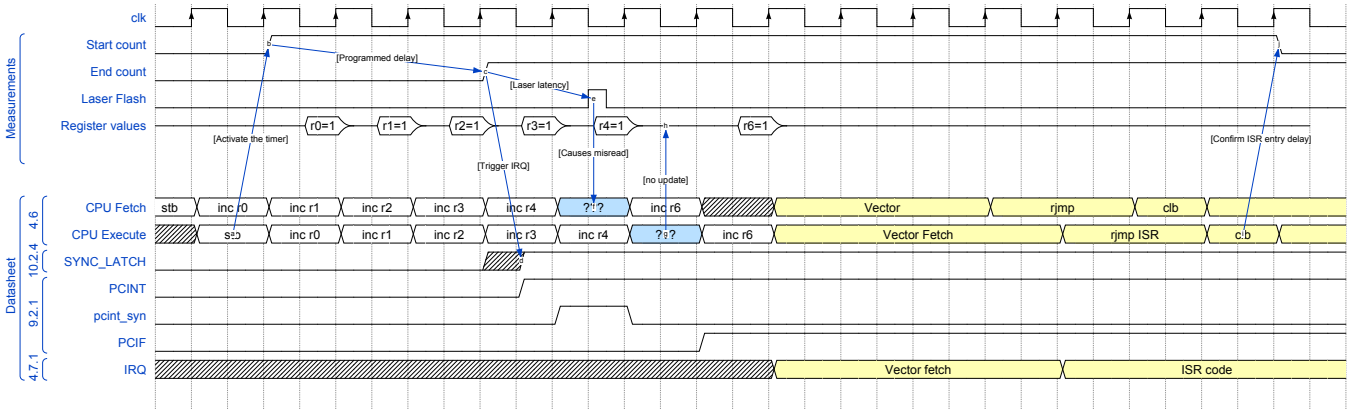 clk
Start count
End count
Laser Flash
Register values
Measurements
b
[Programmed delay]
c
[Laser latency]
e
[Activate the timer]
r0=1 r1=1 r2=1 r3=1 r4=1 h r6=1
[Causes misread]
[Trigger IRQ]
[no update]
[Confirm ISR entry delay]
CPU Fetch stb inc r0 inc r1 inc r2 inc r3 inc r4 ?f? inc r6 Vector rjmp clb
CPU Execute inc r0 inc r1 inc r2 inc r3 inc r4 ?g? inc r6 Vector Fetch rjmp ISR
SYNC_LATCH d
PCINT
pcint_syn
PCIF
IRQ Vector fetch ISR code
Datasheet
4.6
10.2.4
9.2.1
4.7.1